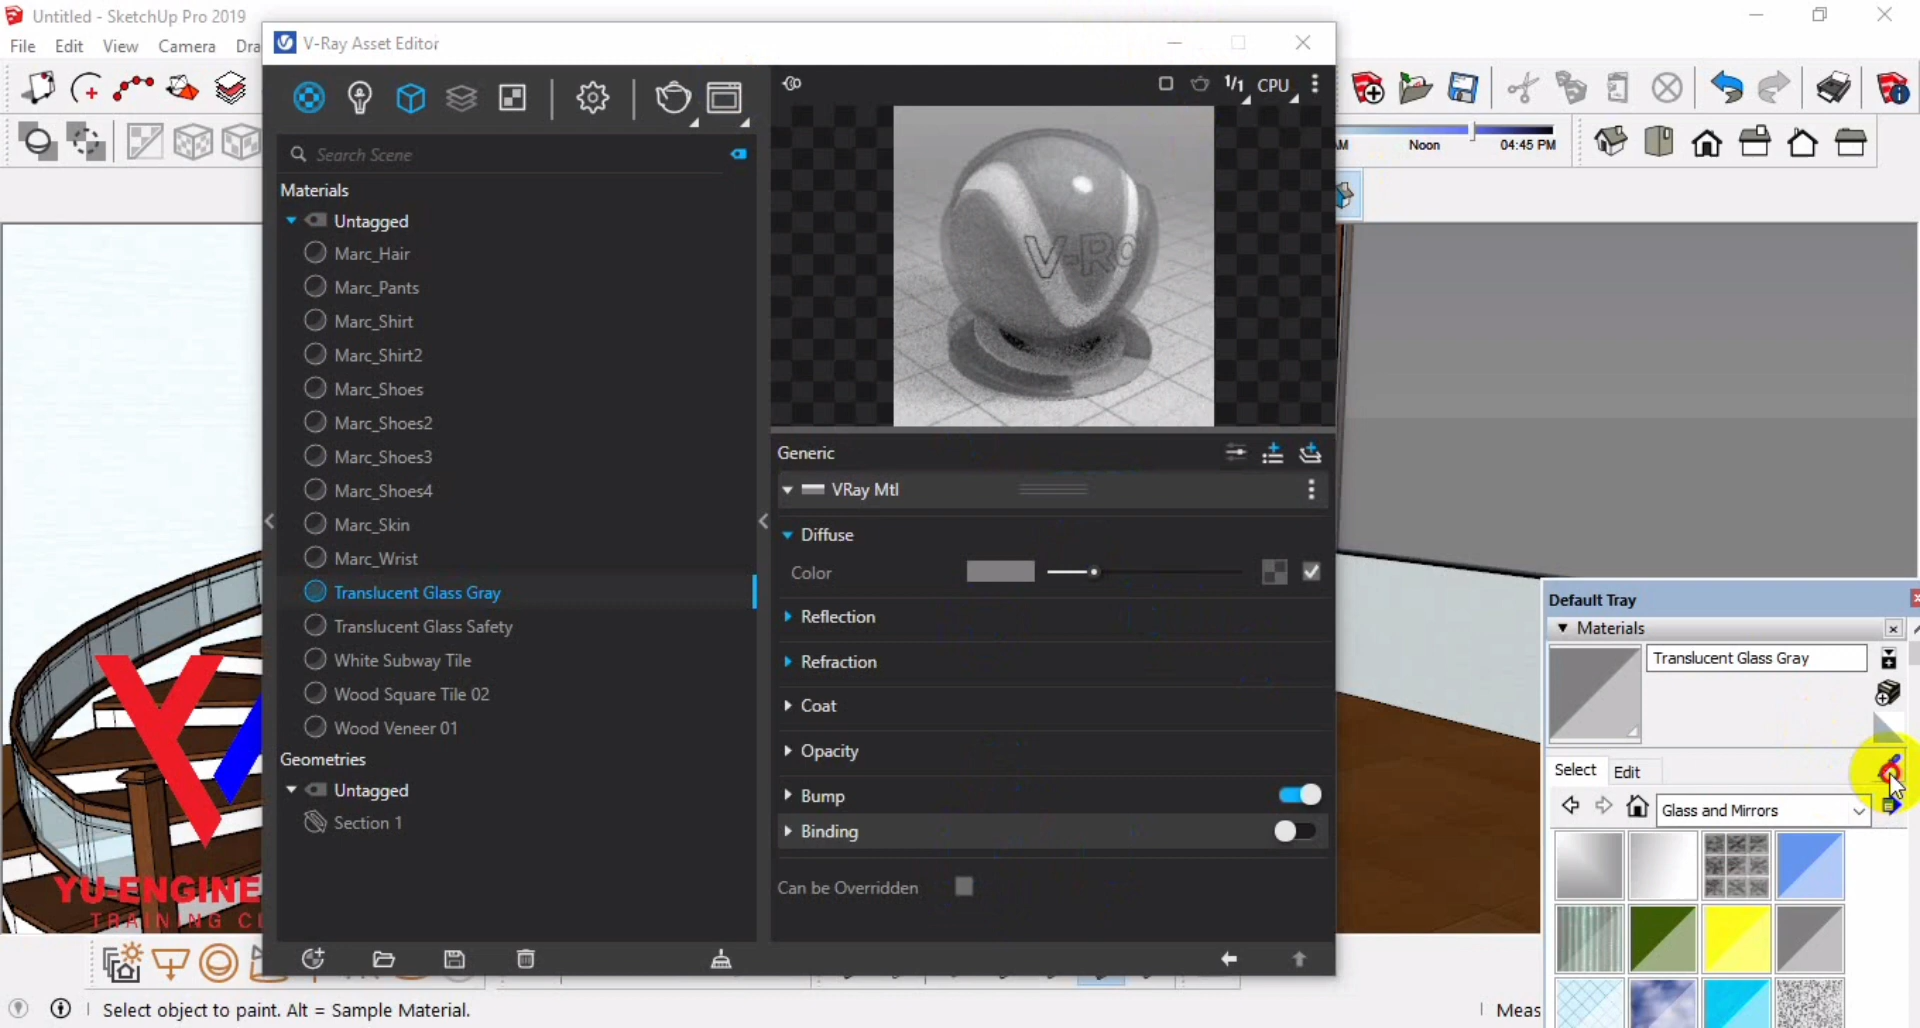 Untitled - SketchUp Pro 2019
File Edit View Camera Dra
V-Ray Asset Editor
1/1 CPU
Noon 04:45 PM
Search Scene
Materials
Untagged
Marc_Hair
Marc_Pants
Marc_Shirt
Marc_Shirt2
Marc_Shoes
Marc_Shoes2
Marc_Shoes3
Marc_Shoes4
Marc_Skin
Marc_Wrist
Translucent Glass Gray
Translucent Glass Safety
White Subway Tile
Wood Square Tile 02
Wood Veneer 01
Geometries
Untagged
Section 1
V-Ra
Generic
VRay Mtl
Diffuse
Color
Reflection
Refraction
Coat
Opacity
Bump
Binding
Can be Overridden
Default Tray
Materials
Translucent Glass Gray
Select Edit
Glass and Mirrors
YU-ENGINE
TRAINING CE
Select object to paint. Alt = Sample Material.
Meas